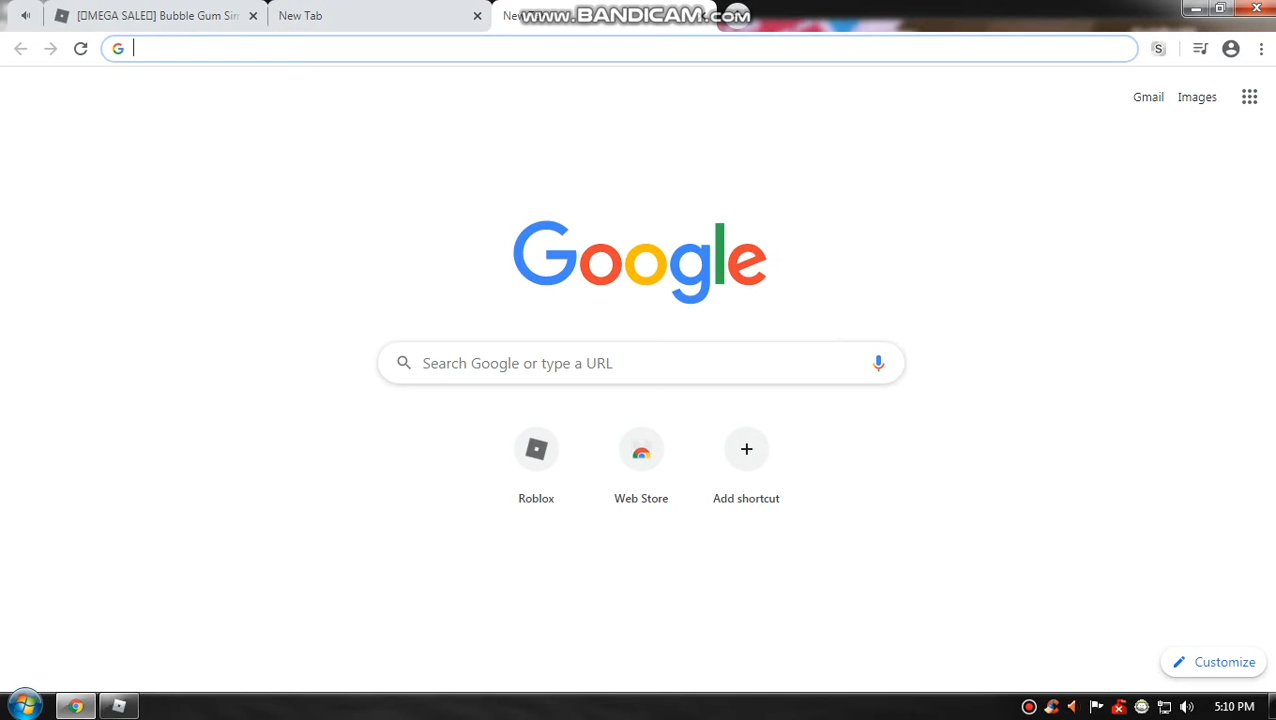 [▯MEGA SALE▯] Bubble Gum Sim
New Tab
www.BANDICAM.com
Gmail
Images
Google
Search Google or type a URL
Roblox
Web Store
Add shortcut
Customize
5:10 PM